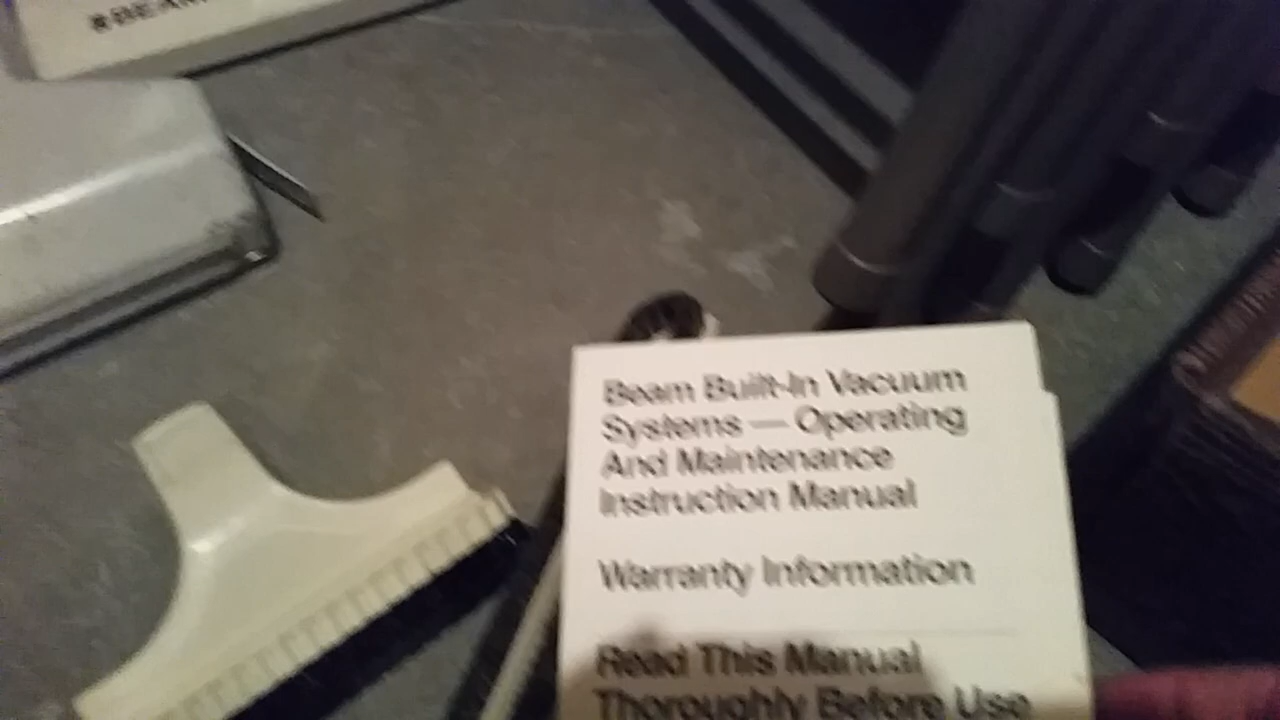 Beam Built-In Vacuum
Systems — Operating
And Maintenance
Instruction Manual
Warranty Information
Read This Manual
Thoroughly Before Use